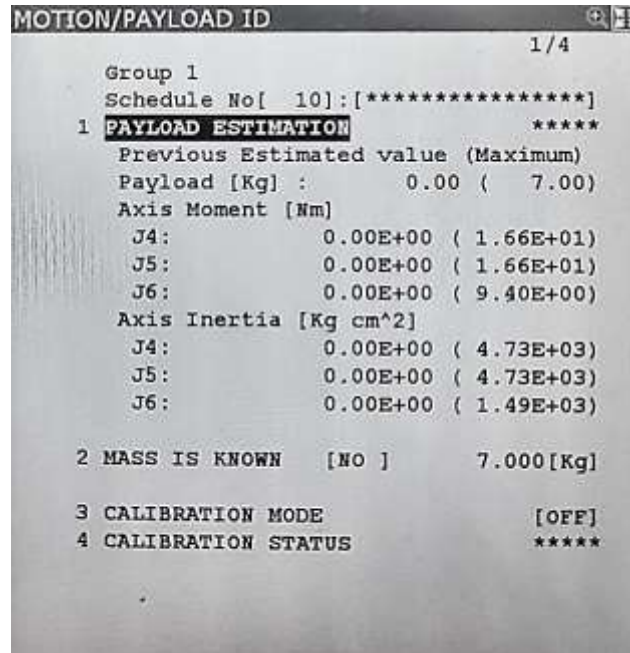 MOTION/PAYLOAD ID
1/4
Group 1
Schedule No[  10]:[****************]
1 PAYLOAD ESTIMATION *****
Previous Estimated value (Maximum)
Payload [Kg] : 0.00 ( 7.00)
Axis Moment [Nm]
J4: 0.00E+00 ( 1.66E+01)
J5: 0.00E+00 ( 1.66E+01)
J6: 0.00E+00 ( 9.40E+00)
Axis Inertia [Kg cm^2]
J4: 0.00E+00 ( 4.73E+03)
J5: 0.00E+00 ( 4.73E+03)
J6: 0.00E+00 ( 1.49E+03)
2 MASS IS KNOWN [NO ] 7.000[Kg]
3 CALIBRATION MODE [OFF]
4 CALIBRATION STATUS *****